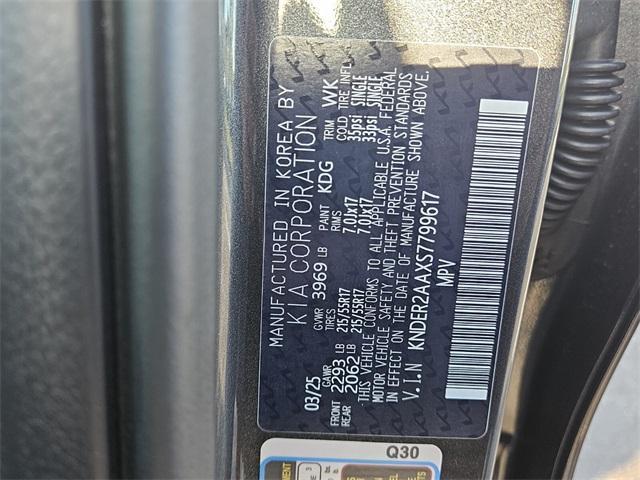 MANUFACTURED IN KOREA BY
KIA CORPORATION
03/25 GVWR 3969 LB PAINT KDG TRIM WK
GAWR TIRES RIMS COLD TIRE INFL.
FRONT 2293 LB 215/55R17 7.0Jx17 35psi SINGLE
REAR 2062 LB 215/55R17 7.0Jx17 35psi SINGLE
THIS VEHICLE CONFORMS TO ALL APPLICABLE U.S.A. FEDERAL
MOTOR VEHICLE SAFETY AND THEFT PREVENTION STANDARDS
IN EFFECT ON THE DATE OF MANUFACTURE SHOWN ABOVE.
V.I.N KNDER2AAXS7799617
MPV
Q30